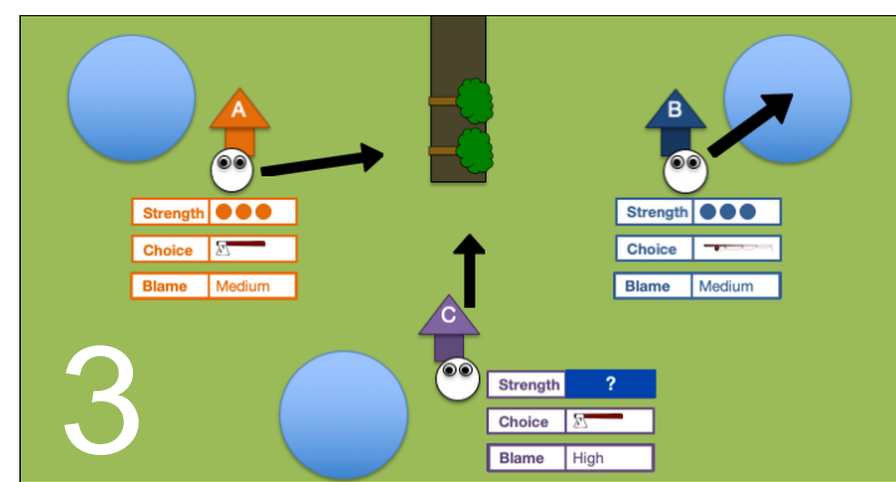 A
B
Strength
Choice
Blame Medium
Strength
Choice
Blame Medium
C
Strength ?
Choice
Blame High
3